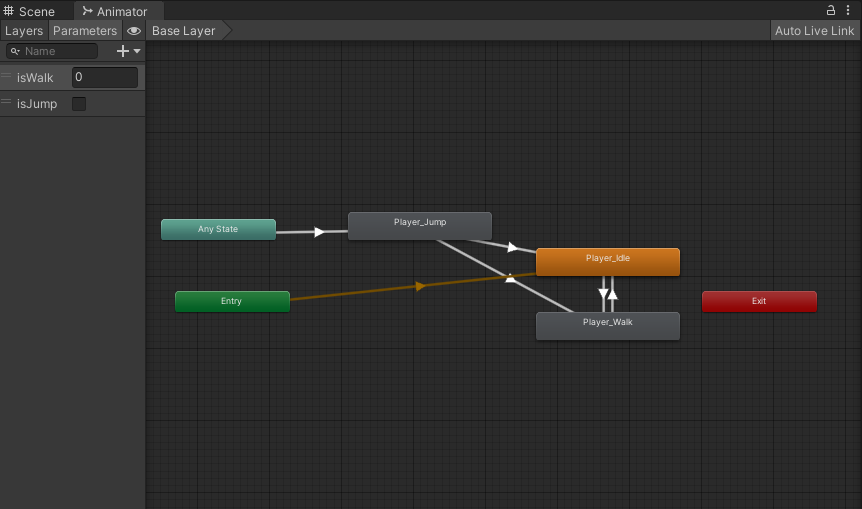 Scene
Animator
Layers
Parameters
Base Layer
Auto Live Link
Name
isWalk
0
isJump
Player_Jump
Any State
Player_Idle
Entry
Exit
Player_Walk